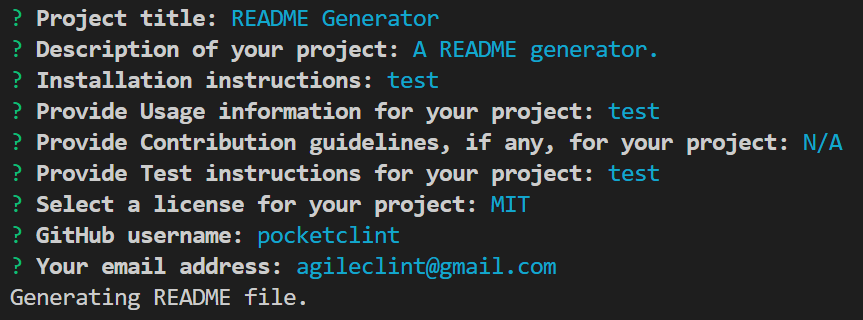 ? Project title: README Generator
? Description of your project: A README generator.
? Installation instructions: test
? Provide Usage information for your project: test
? Provide Contribution guidelines, if any, for your project: N/A
? Provide Test instructions for your project: test
? Select a license for your project: MIT
? GitHub username: pocketclint
? Your email address: agileclint@gmail.com
Generating README file.